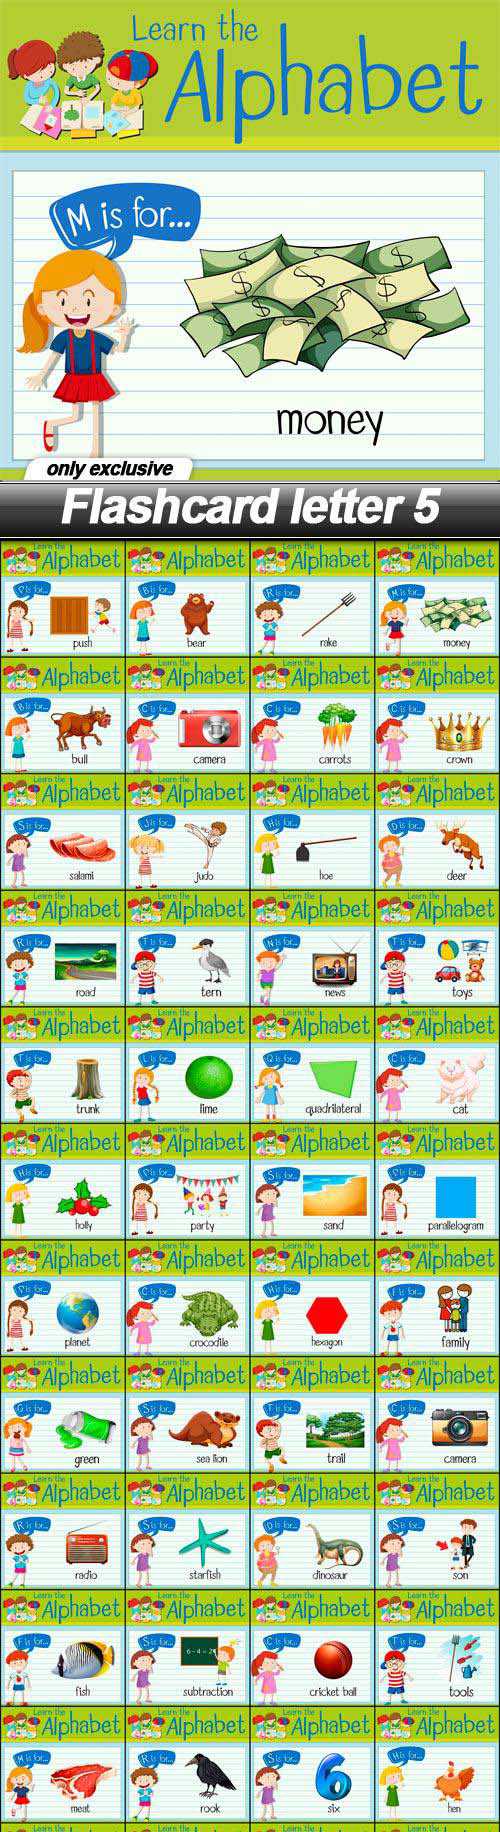 Learn the
Alphabet
M is for...
money
only exclusive
Flashcard letter 5
Learn the Alphabet Learn the Alphabet Learn the Alphabet Learn the Alphabet
P is for... B is for... R is for... M is for...
push bear rake money
Learn the Alphabet Learn the Alphabet Learn the Alphabet Learn the Alphabet
B is for... C is for... C is for... C is for...
bull camera carrots crown
Learn the Alphabet Learn the Alphabet Learn the Alphabet Learn the Alphabet
S is for... J is for... H is for... D is for...
salami judo hoe deer
Learn the Alphabet Learn the Alphabet Learn the Alphabet Learn the Alphabet
R is for... T is for... N is for... T is for...
road tern news toys
Learn the Alphabet Learn the Alphabet Learn the Alphabet Learn the Alphabet
T is for... L is for... Q is for... C is for...
trunk lime quadrilateral cat
Learn the Alphabet Learn the Alphabet Learn the Alphabet Learn the Alphabet
H is for... P is for... S is for... P is for...
holly party sand parallelogram
Learn the Alphabet Learn the Alphabet Learn the Alphabet Learn the Alphabet
P is for... C is for... H is for... F is for...
planet crocodile hexagon family
Learn the Alphabet Learn the Alphabet Learn the Alphabet Learn the Alphabet
G is for... S is for... T is for... C is for...
green sea lion trail camera
Learn the Alphabet Learn the Alphabet Learn the Alphabet Learn the Alphabet
R is for... S is for... D is for... S is for...
radio starfish dinosaur son
Learn the Alphabet Learn the Alphabet Learn the Alphabet Learn the Alphabet
F is for... S is for... C is for... T is for...
6-4=2
fish subtraction cricket ball tools
Learn the Alphabet Learn the Alphabet Learn the Alphabet Learn the Alphabet
M is for... R is for... S is for... H is for...
6
meat rook six hen